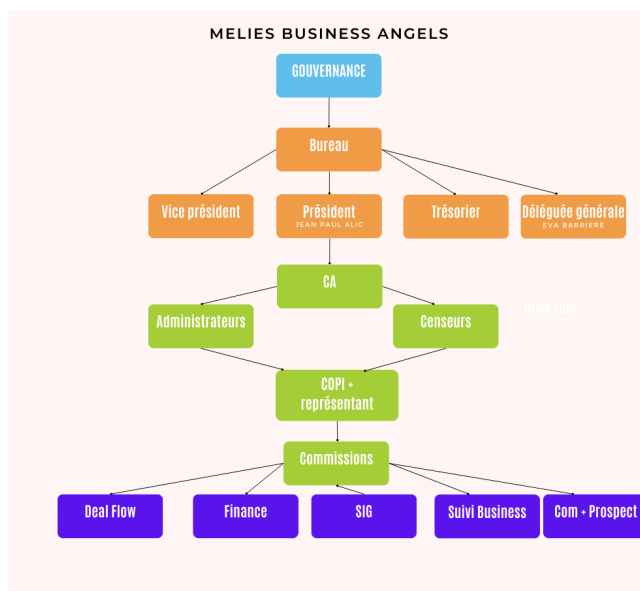 MELIES BUSINESS ANGELS
GOUVERNANCE
Bureau
Vice président
Président
JEAN PAUL ALIC
Trésorier
Déléguée générale
EVA BARRIERE
CA
Administrateurs
Censeurs
COPI +
représentant
Commissions
Deal Flow
Finance
SIG
Suivi Business
Com + Prospect